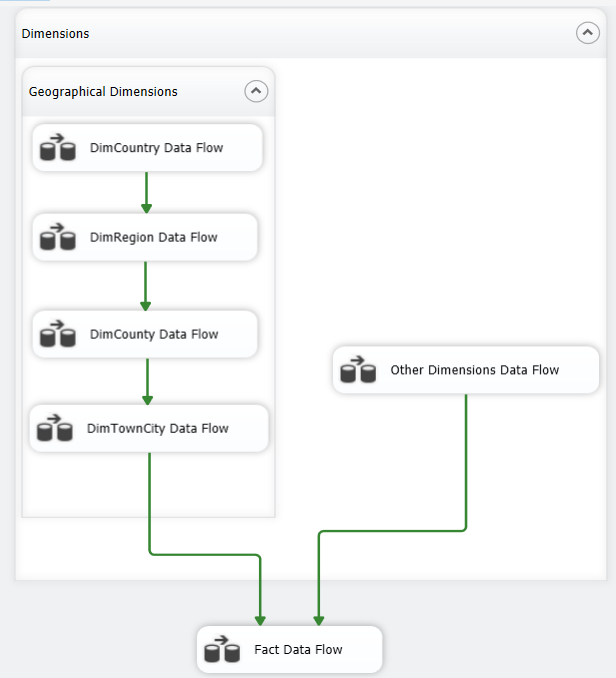 Dimensions
Geographical Dimensions
DimCountry Data Flow
DimRegion Data Flow
DimCounty Data Flow
Other Dimensions Data Flow
DimTownCity Data Flow
Fact Data Flow